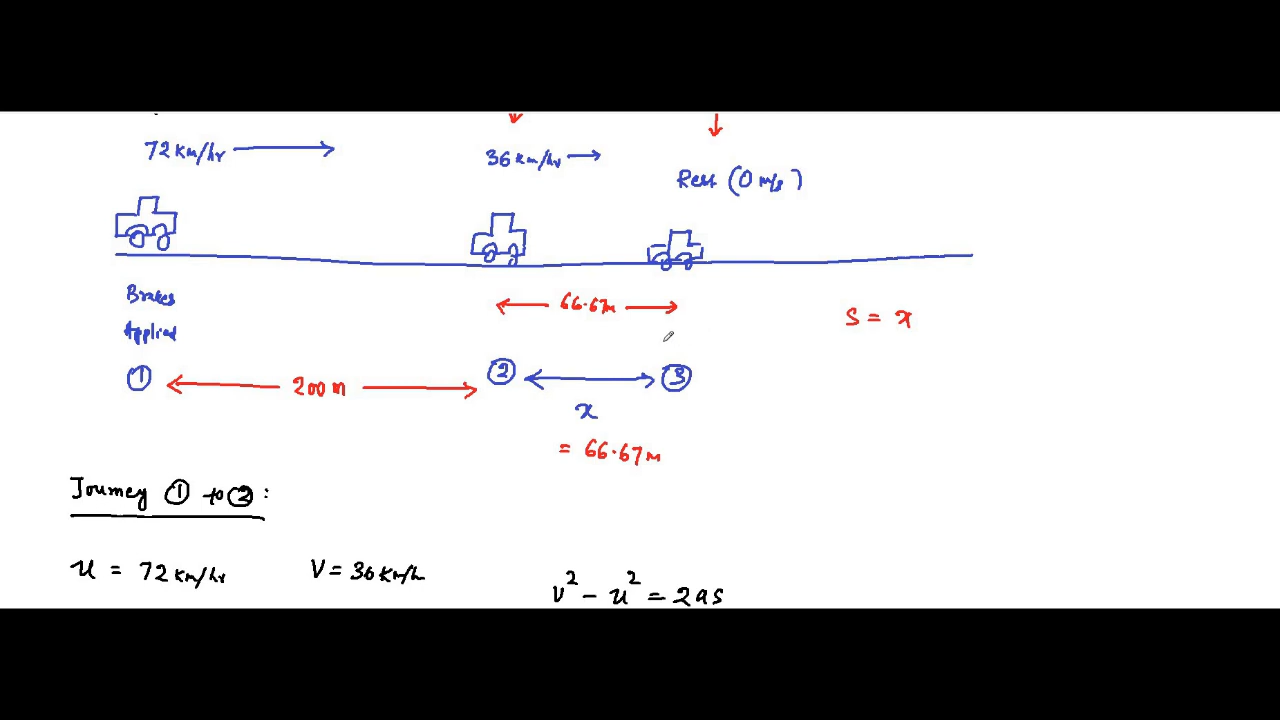 72 Km/hr
36 Km/hr
Rest (0 m/s)
66.67m
Brakes
Applied
S = x
① 200 m ② ③
x
= 66.67m
Journey ① to ②:
u = 72 Km/hr V = 36 Km/h
v² - u² = 2as